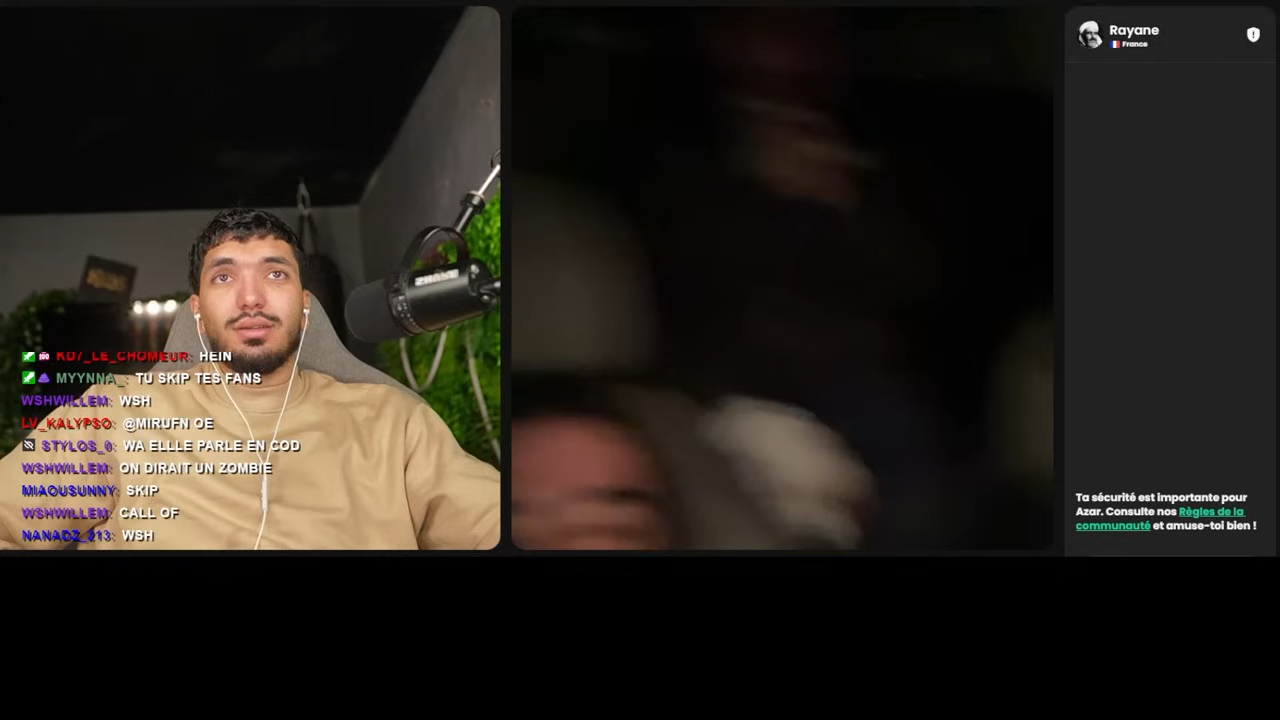 KD7_LE_CHOMEUR: HEIN
MYYNNA_: TU SKIP TES FANS
WSHWILLEM: WSH
LV_KALYPSO: @MIRUFN OE
STYLOS_0: WA ELLLE PARLE EN COD
WSHWILLEM: ON DIRAIT UN ZOMBIE
MIAOUSUNNY: SKIP
WSHWILLEM: CALL OF
NANADZ_213: WSH
Rayane
France
Ta sécurité est importante pour
Azar. Consulte nos Règles de la
communauté et amuse-toi bien !